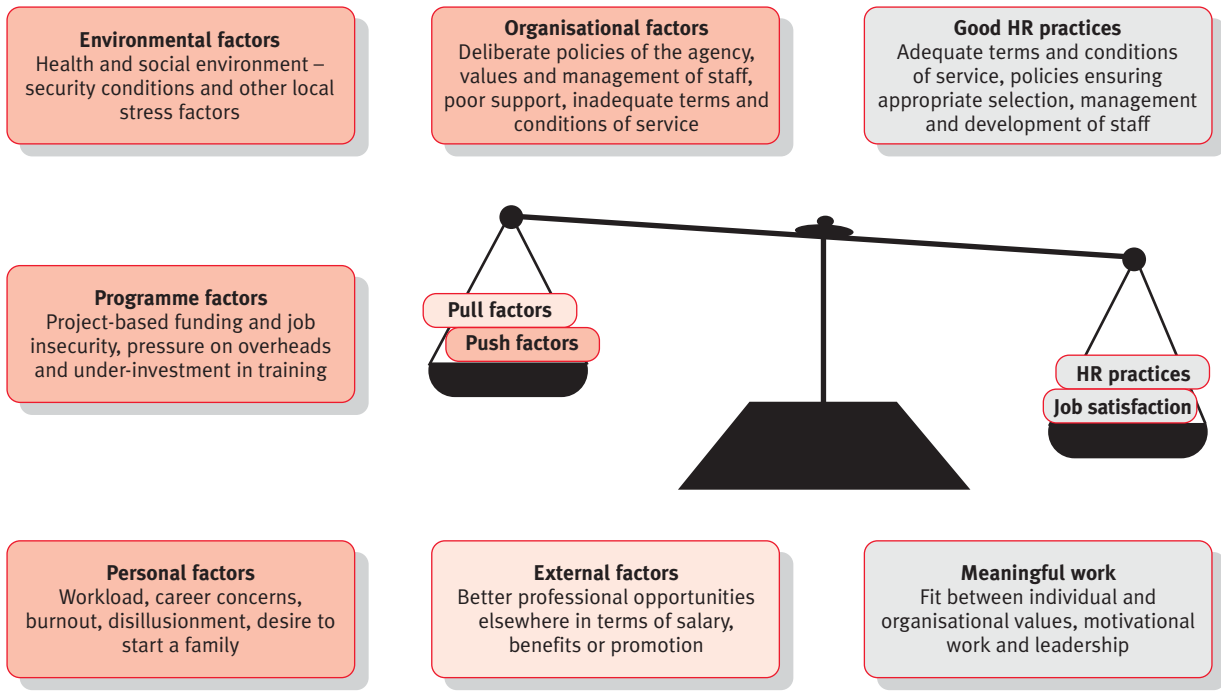 Environmental factors
Health and social environment –
security conditions and other local
stress factors
Organisational factors
Deliberate policies of the agency,
values and management of staff,
poor support, inadequate terms and
conditions of service
Good HR practices
Adequate terms and conditions
of service, policies ensuring
appropriate selection, management
and development of staff
Programme factors
Project-based funding and job
insecurity, pressure on overheads
and under-investment in training
Pull factors
Push factors
HR practices
Job satisfaction
Personal factors
Workload, career concerns,
burnout, disillusionment, desire to
start a family
External factors
Better professional opportunities
elsewhere in terms of salary,
benefits or promotion
Meaningful work
Fit between individual and
organisational values, motivational
work and leadership